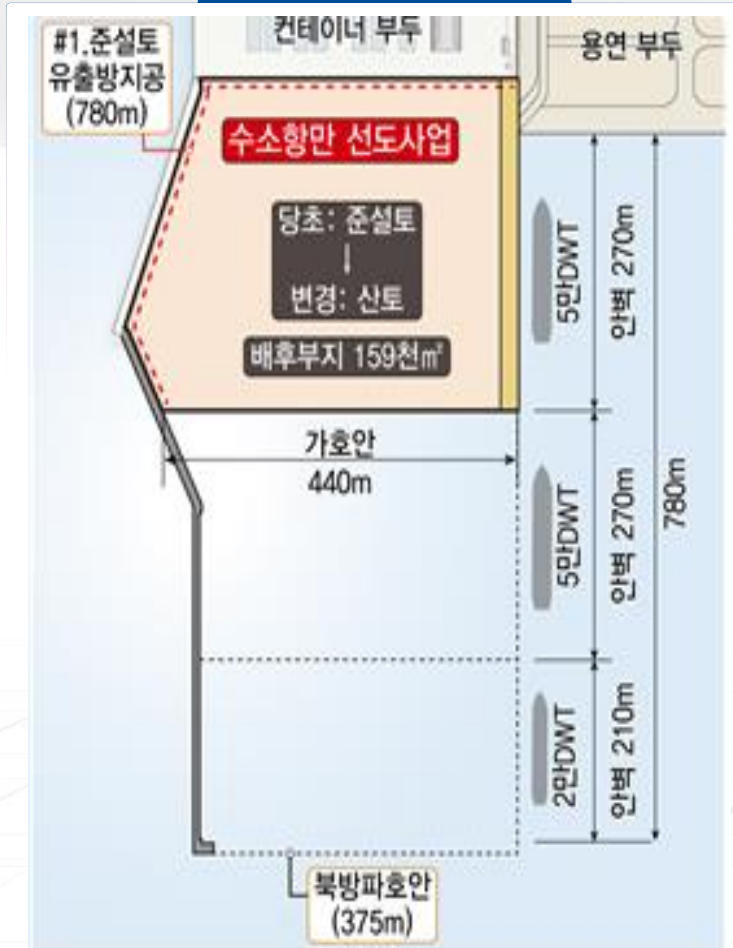 컨테이너 부두
용연 부두
#1.준설토
유출방지공
(780m)
수소항만 선도사업
당초: 준설토
변경: 산토
배후부지 159천㎡
5만DWT
안벽 270m
가호안
440m
5만DWT
안벽 270m
780m
2만DWT
안벽 210m
북방파호안
(375m)